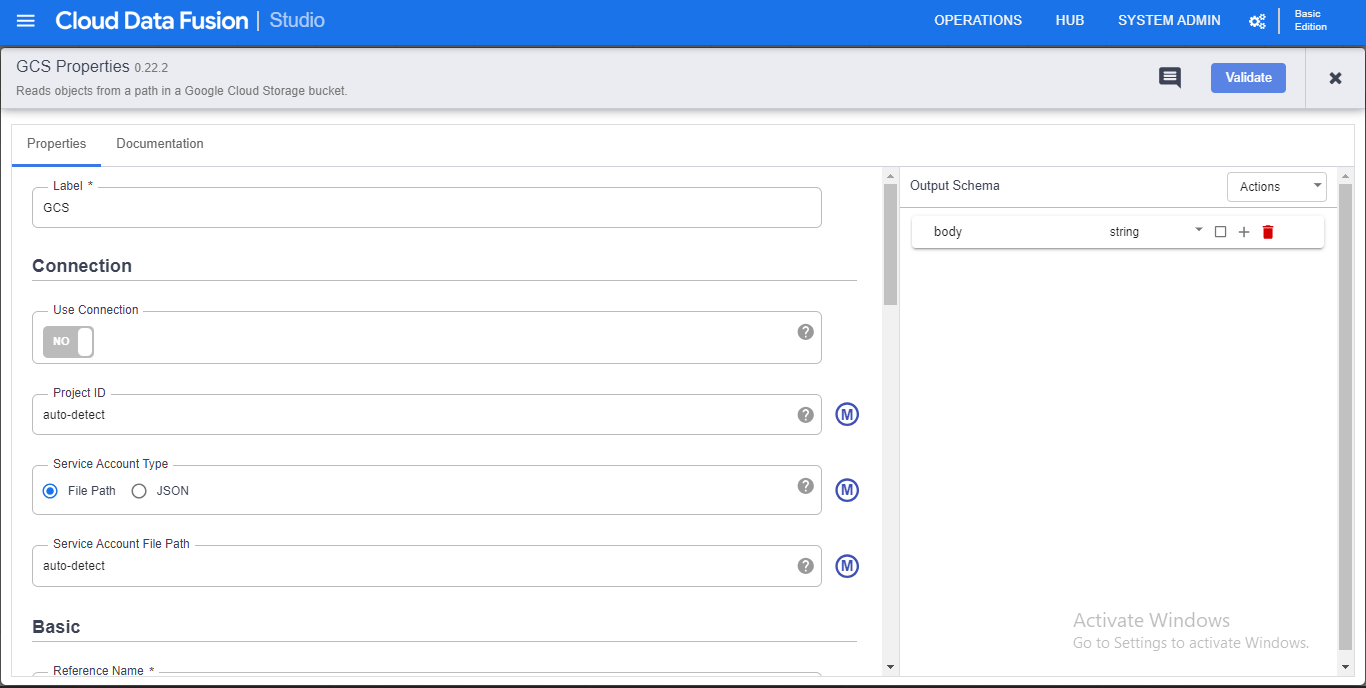 Cloud Data Fusion | Studio
OPERATIONS HUB SYSTEM ADMIN Basic Edition
GCS Properties 0.22.2
Reads objects from a path in a Google Cloud Storage bucket.
Validate
Properties Documentation
Label *
GCS
Connection
Use Connection
NO
?
Project ID
auto-detect
? M
Service Account Type
File Path JSON
? M
Service Account File Path
auto-detect
? M
Basic
Reference Name *
Output Schema
Actions
body string
Activate Windows
Go to Settings to activate Windows.